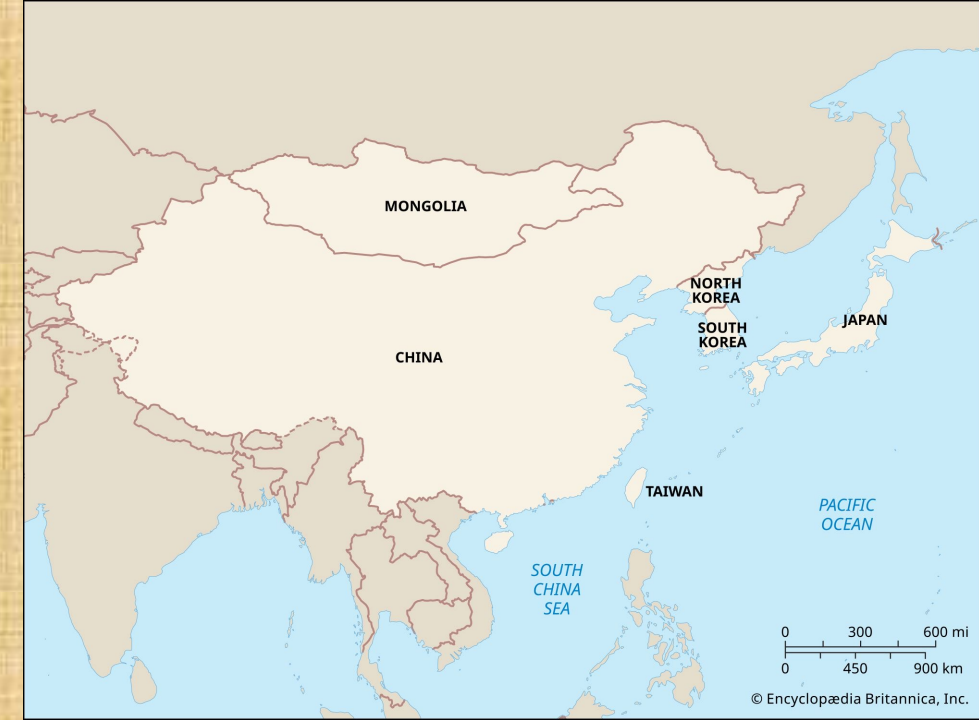 MONGOLIA
NORTH
KOREA
SOUTH
KOREA
JAPAN
CHINA
TAIWAN
PACIFIC
OCEAN
SOUTH
CHINA
SEA
0 300 600 mi
0 450 900 km
© Encyclopædia Britannica, Inc.